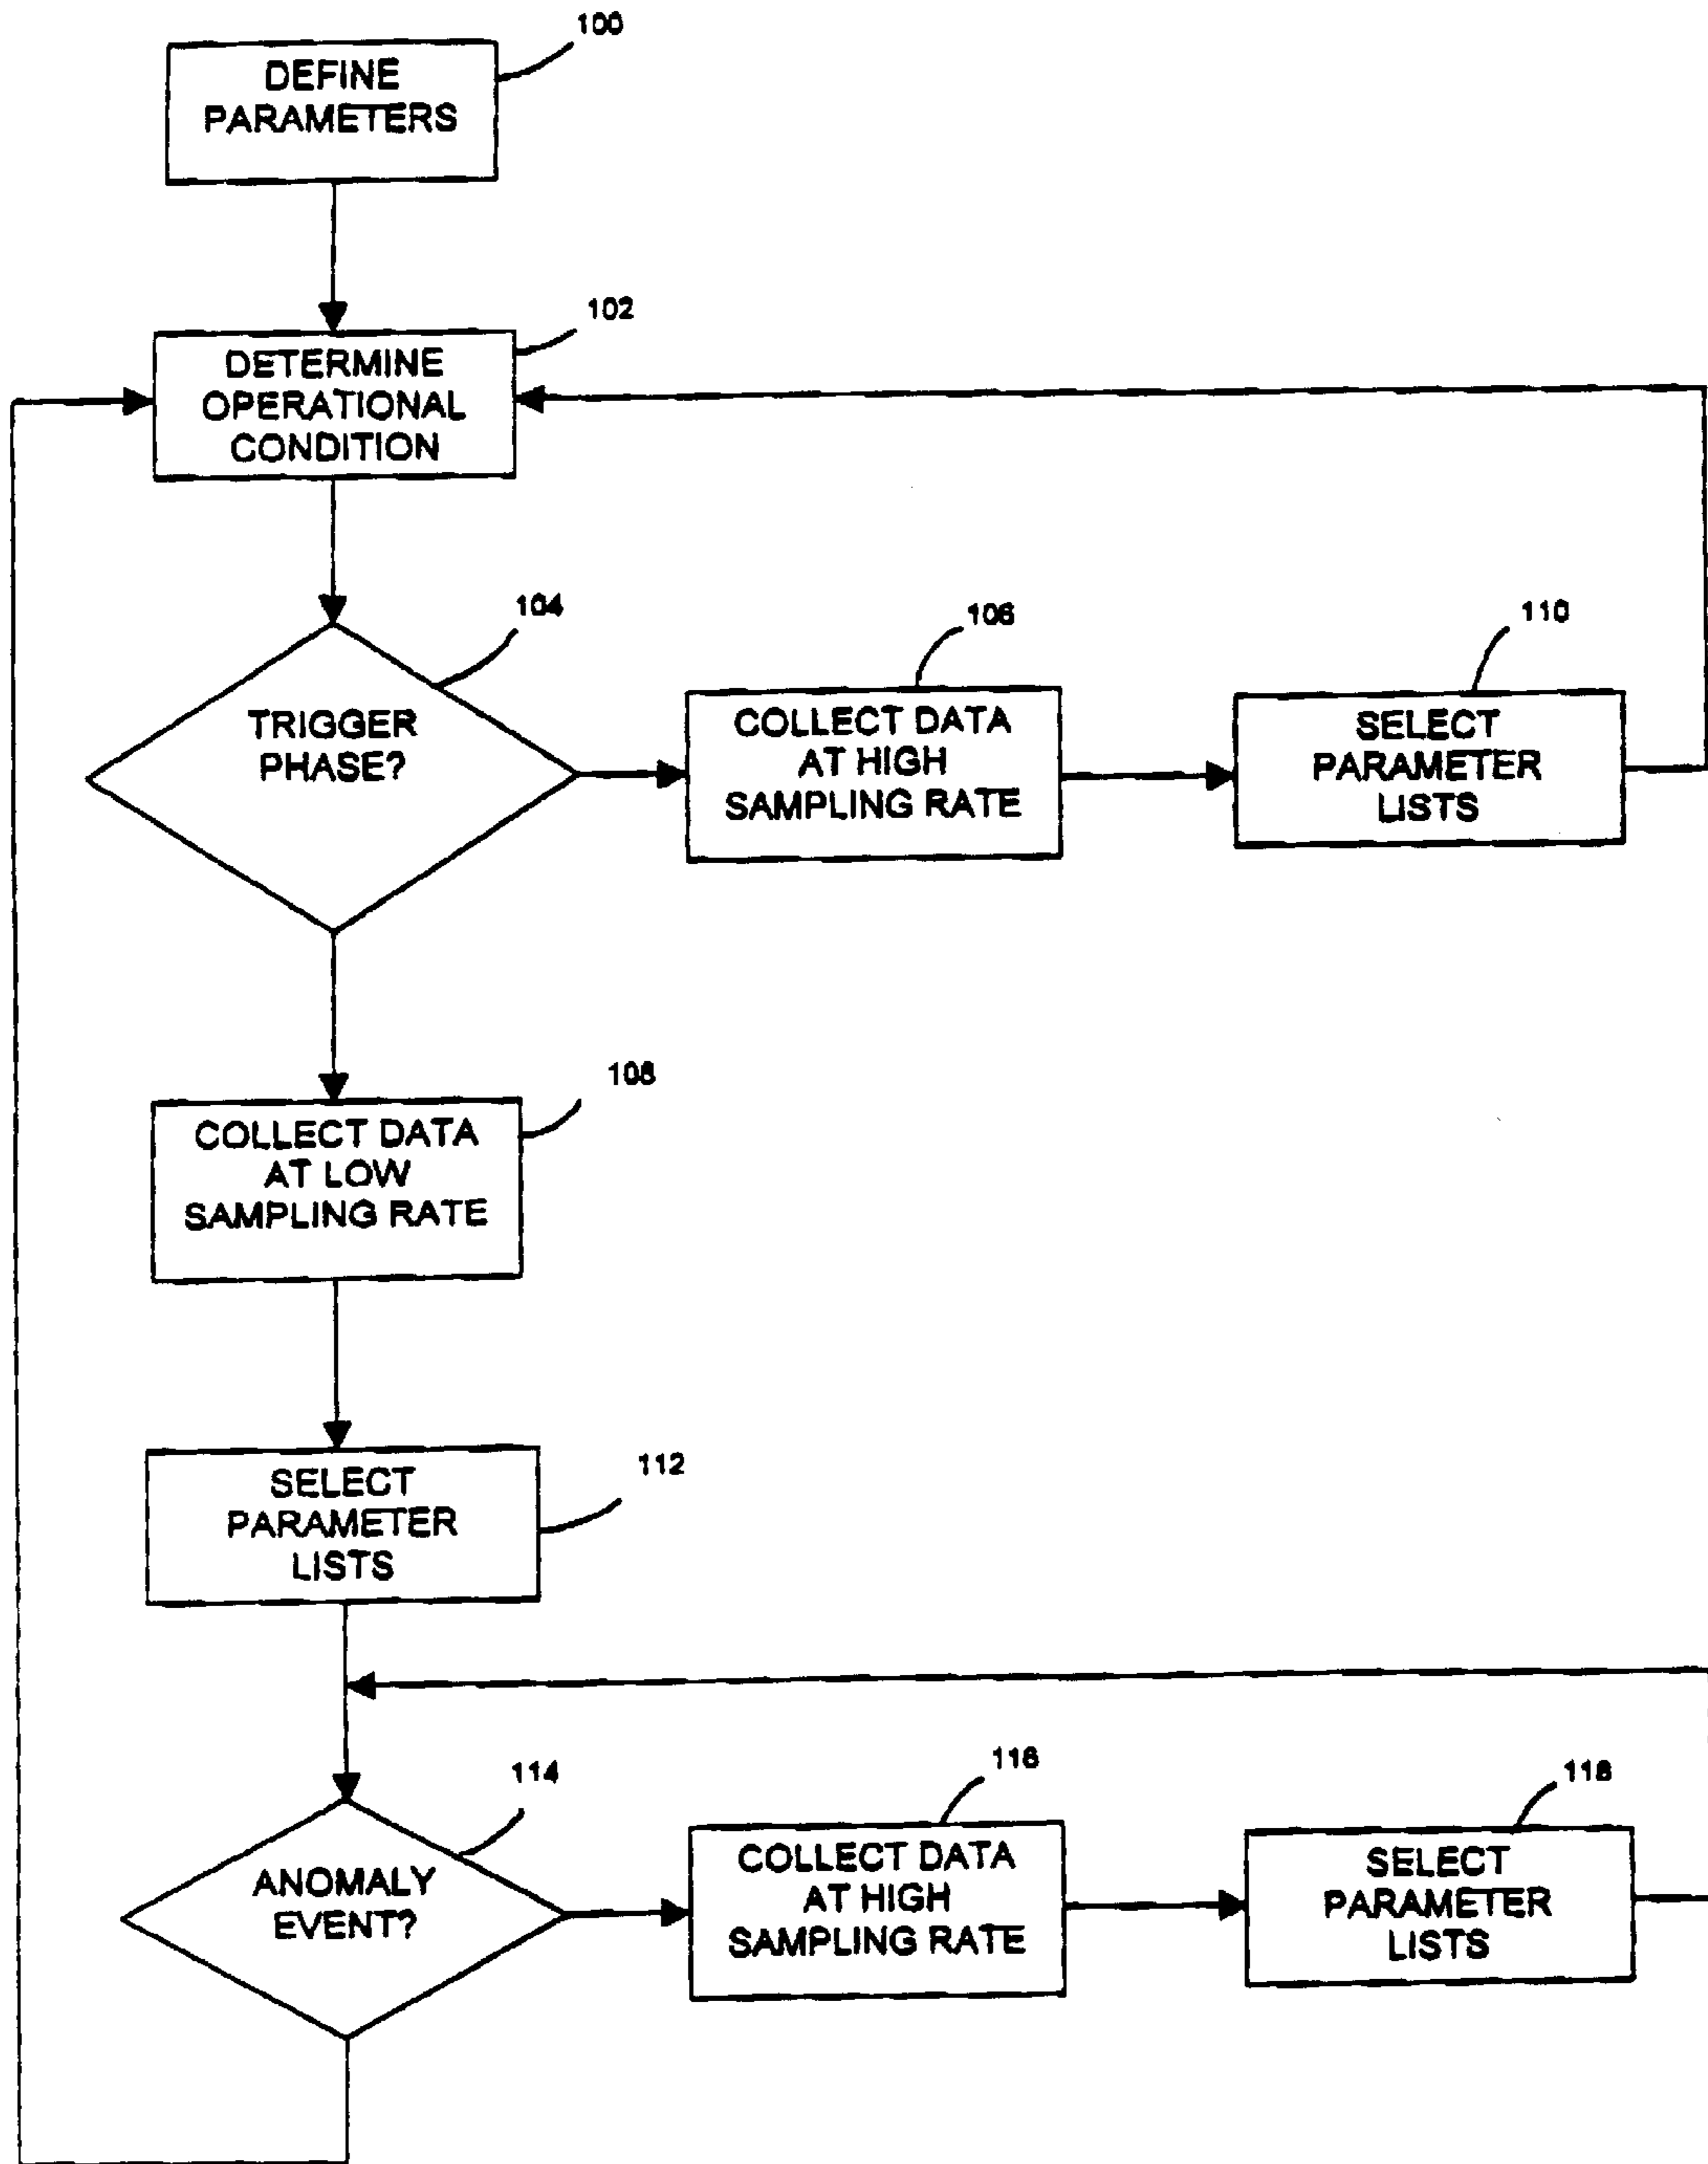 100
DEFINE
PARAMETERS
102
DETERMINE
OPERATIONAL
CONDITION
104
TRIGGER
PHASE?
106
COLLECT DATA
AT HIGH
SAMPLING RATE
110
SELECT
PARAMETER
LISTS
108
COLLECT DATA
AT LOW
SAMPLING RATE
112
SELECT
PARAMETER
LISTS
114
ANOMALY
EVENT?
116
COLLECT DATA
AT HIGH
SAMPLING RATE
118
SELECT
PARAMETER
LISTS